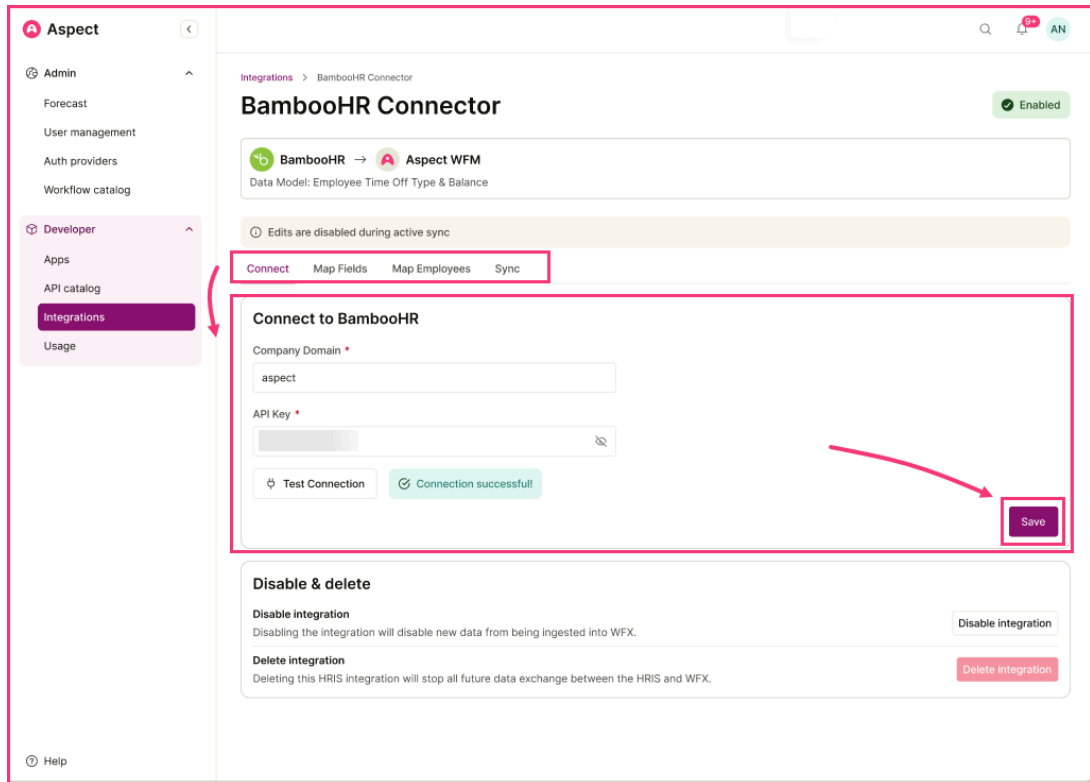 Aspect
9+
AN
Admin
Forecast
User management
Auth providers
Workflow catalog
Developer
Apps
API catalog
Integrations
Usage
Help
Integrations > BambooHR Connector
BambooHR Connector
Enabled
BambooHR → Aspect WFM
Data Model: Employee Time Off Type & Balance
Edits are disabled during active sync
Connect Map Fields Map Employees Sync
Connect to BambooHR
Company Domain *
aspect
API Key *
Test Connection
Connection successful!
Save
Disable & delete
Disable integration
Disabling the integration will disable new data from being ingested into WFX.
Disable integration
Delete integration
Deleting this HRIS integration will stop all future data exchange between the HRIS and WFX.
Delete integration